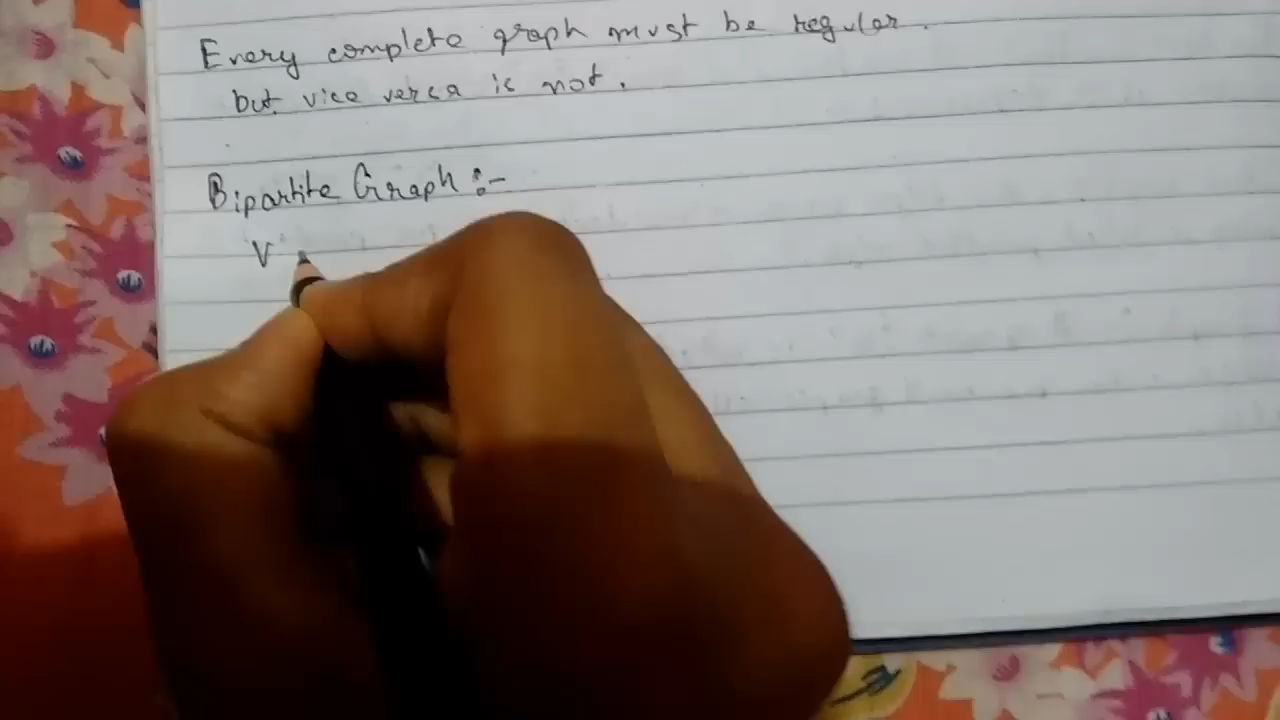 Every complete graph must be regular.
but vice versa is not.
Bipartite Graph :-
V